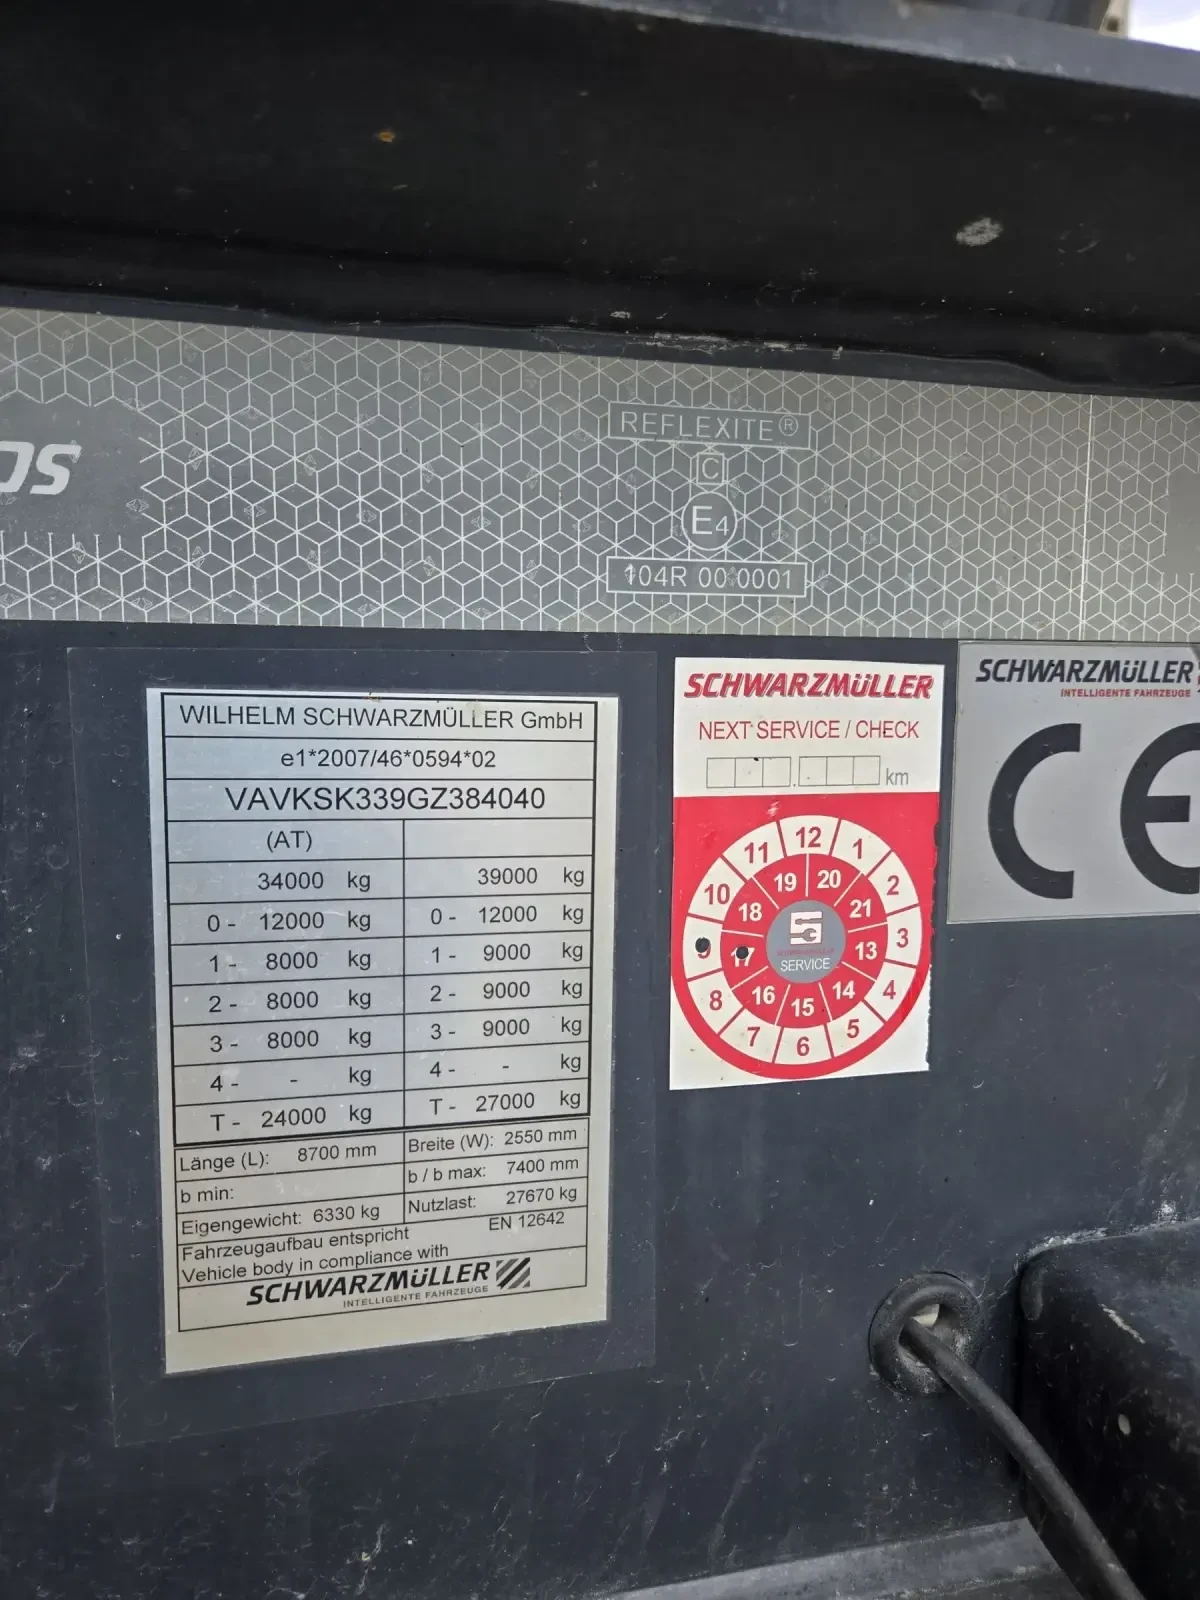 OS
REFLEXITE®
C
E4
104R 00 0001
WILHELM SCHWARZMÜLLER GmbH
e1*2007/46*0594*02
VAVKSK339GZ384040
(AT)
34000 kg 39000 kg
0 - 12000 kg 0 - 12000 kg
1 - 8000 kg 1 - 9000 kg
2 - 8000 kg 2 - 9000 kg
3 - 8000 kg 3 - 9000 kg
4 - - kg 4 - - kg
T - 24000 kg T - 27000 kg
Länge (L): 8700 mm Breite (W): 2550 mm
b min: b / b max: 7400 mm
Eigengewicht: 6330 kg Nutzlast: 27670 kg
Fahrzeugaufbau entspricht EN 12642
Vehicle body in compliance with
SCHWARZMÜLLER
INTELLIGENTE FAHRZEUGE
SCHWARZMÜLLER
NEXT SERVICE / CHECK
km
12 1 2 3 4 5 6 7 8 9 10 11
20 21 13 14 15 16 17 18 19
SERVICE
SCHWARZMÜLLER
INTELLIGENTE FAHRZEUGE
CE